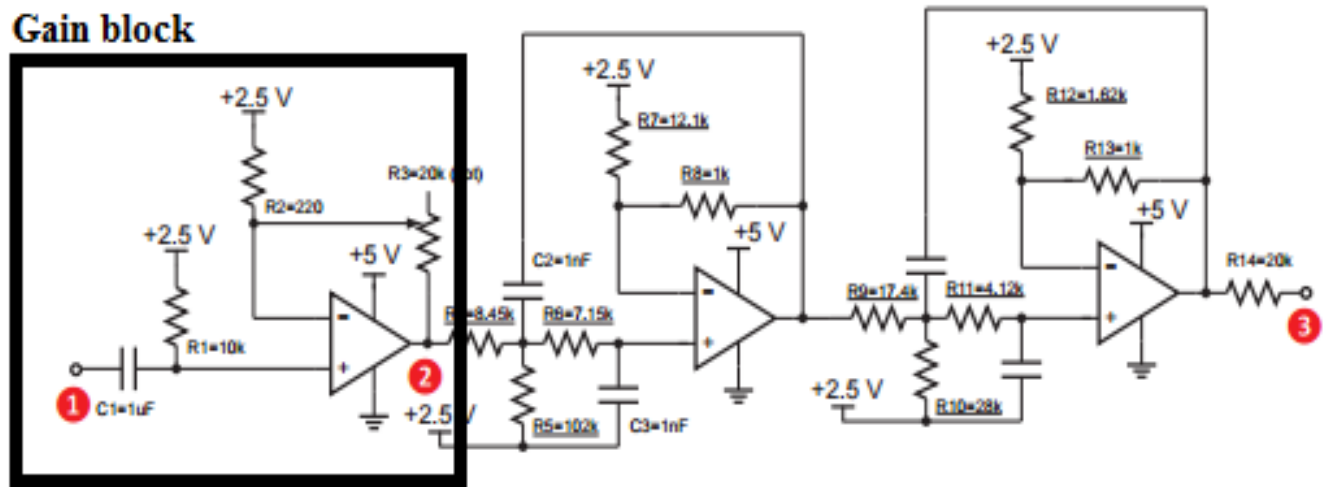 Gain block
+2.5 V
R2=220
R3=20k
+2.5 V
R1=10k
+5 V
1
C1=1uF
2
=8.45k
R6=7.15k
C2=1nF
+2.5 V
R5=102k
C3=1nF
+2.5 V
R7=12.1k
R8=1k
+5 V
R9=17.4k
R11=4.12k
+2.5 V
R10=28k
+2.5 V
R12=1.62k
R13=1k
+5 V
R14=20k
3